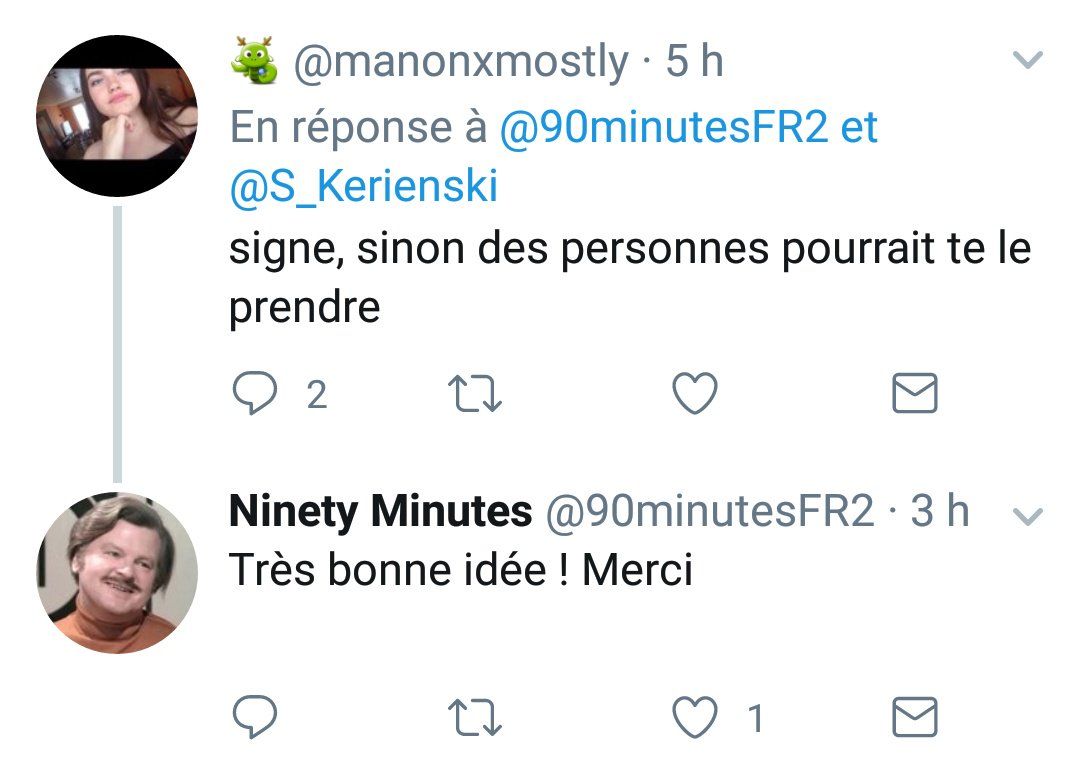 @manonxmostly · 5 h
En réponse à @90minutesFR2 et
@S_Kerienski
signe, sinon des personnes pourrait te le
prendre
2
Ninety Minutes @90minutesFR2 · 3 h
Très bonne idée ! Merci
1